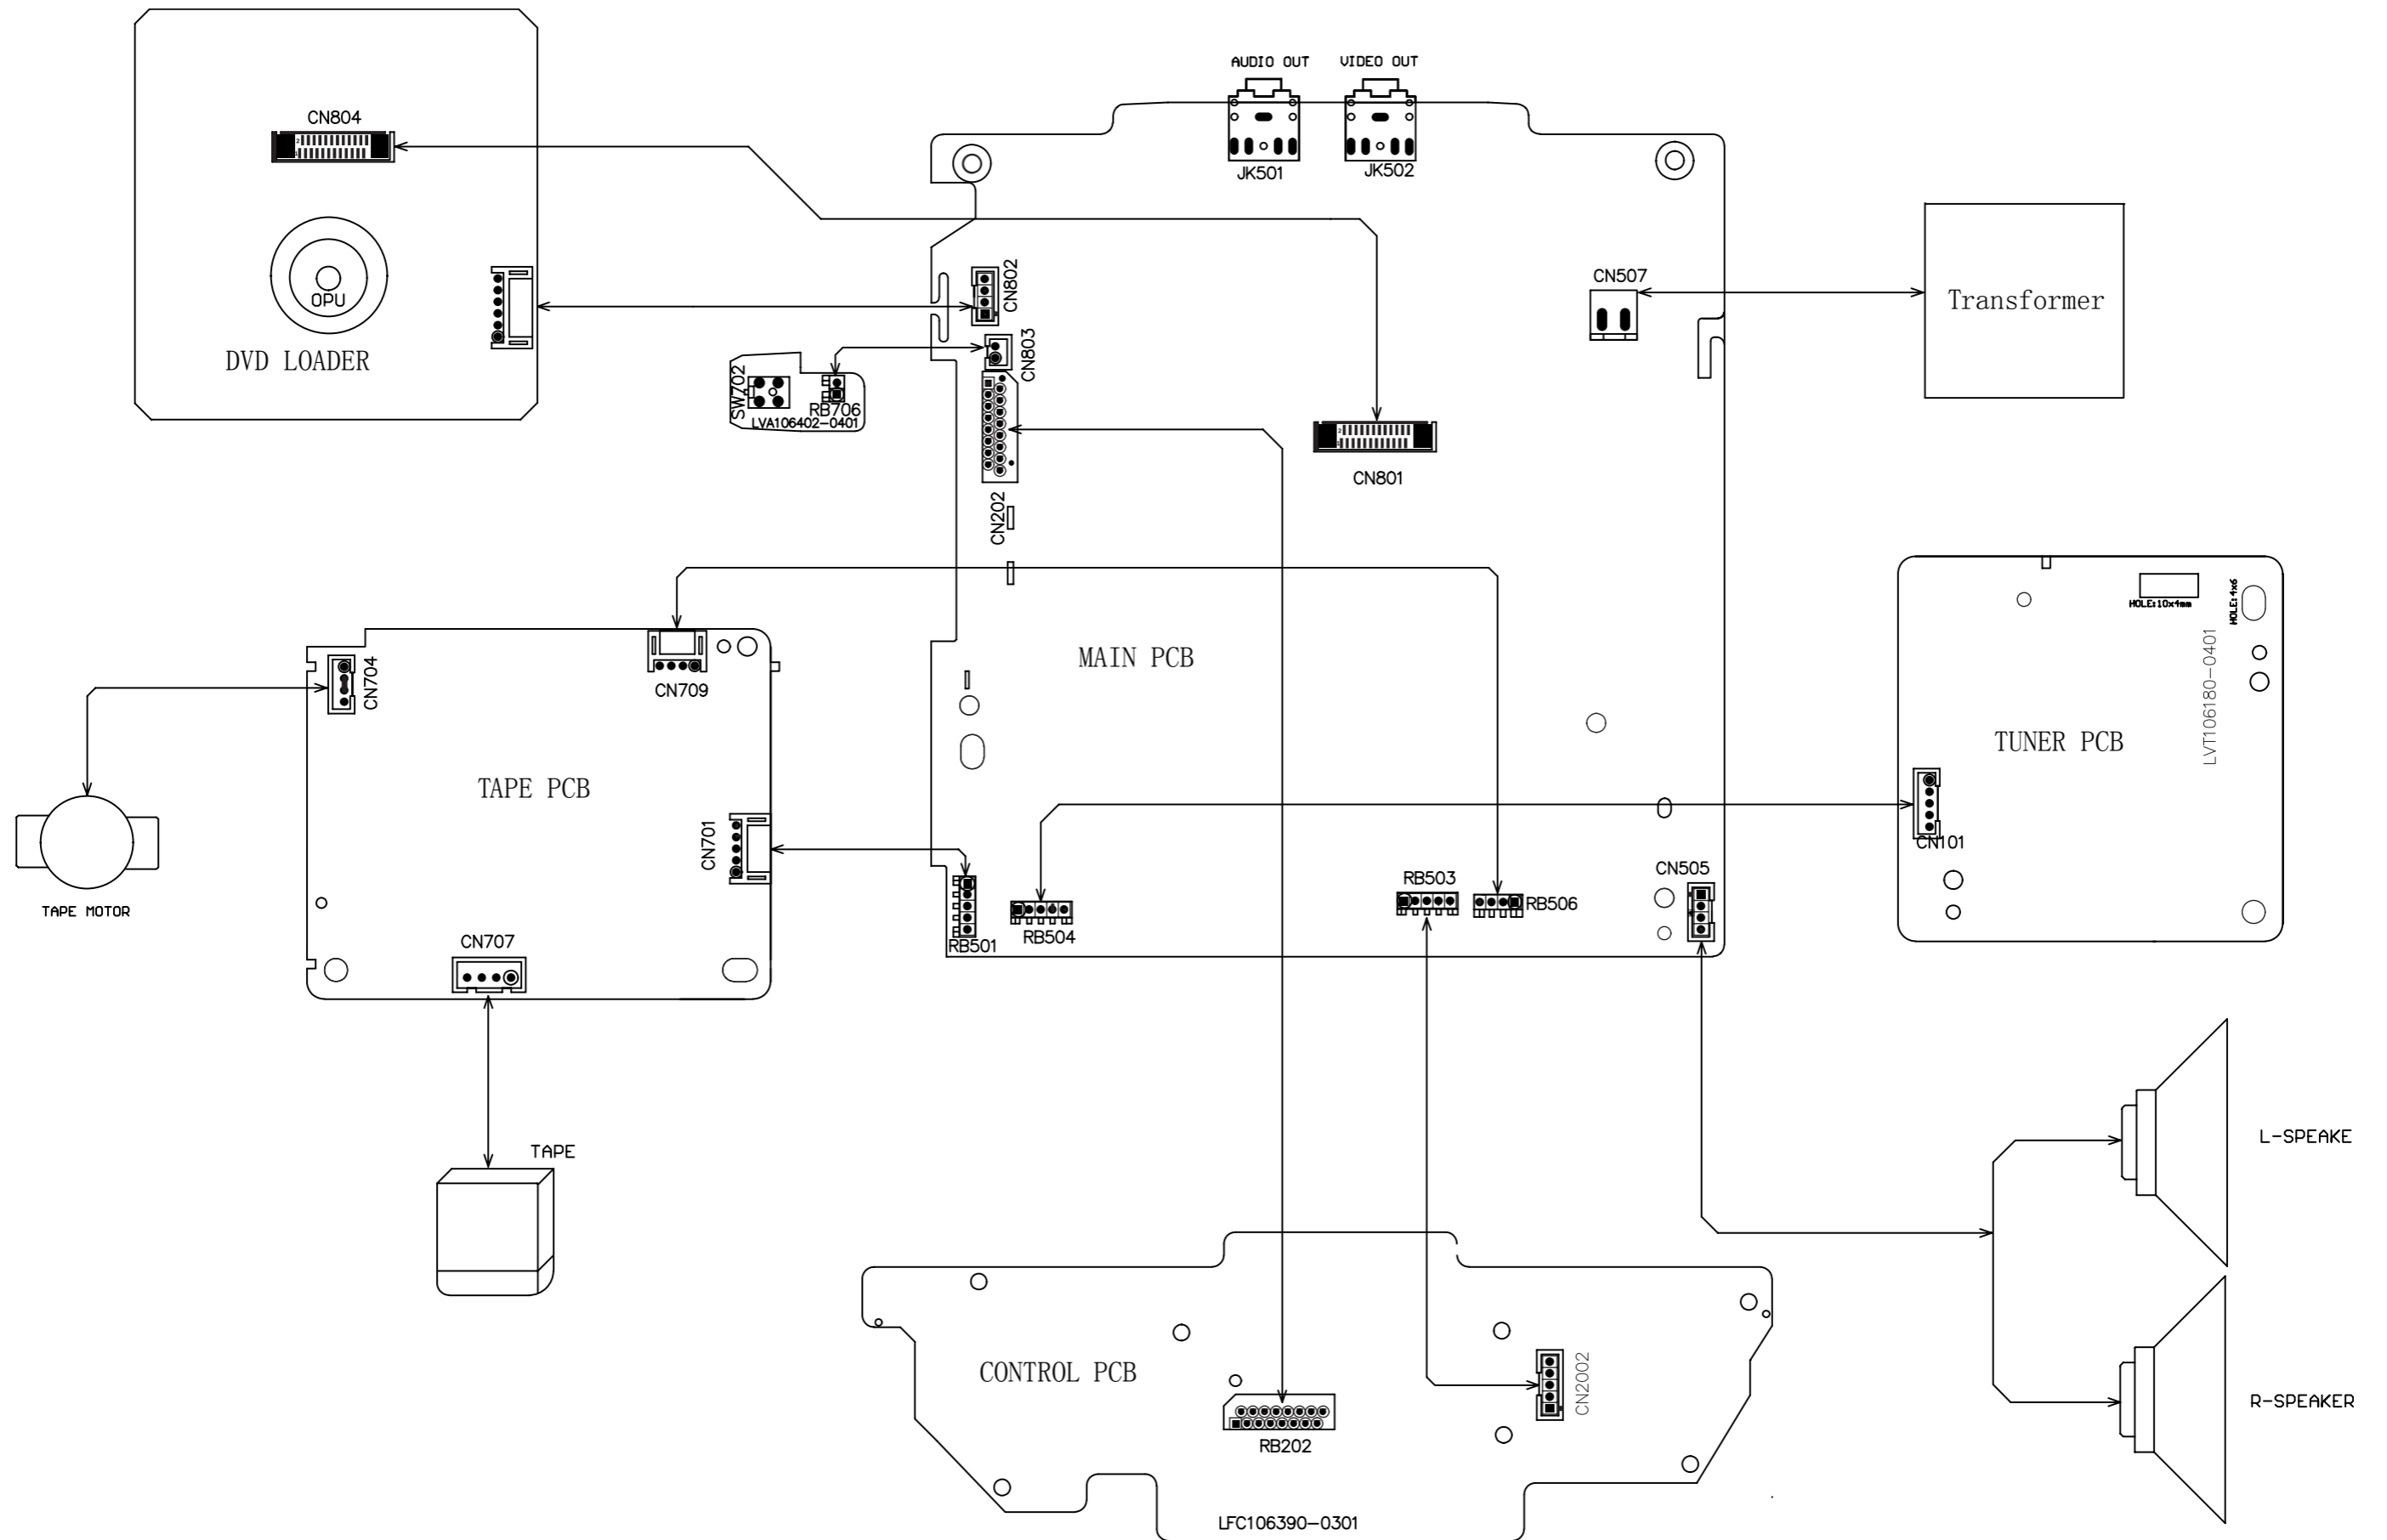 AUDIO OUT
VIDEO OUT
JK501
JK502
CN804
OPU
DVD LOADER
CN802
CN803
SW702
RB706
LVA106402-0401
CN202
CN801
CN507
Transformer
MAIN PCB
CN704
CN709
TAPE PCB
CN701
CN707
TAPE MOTOR
TAPE
HOLE:10x4mm
HOLE:4x6
LVT106180-0401
TUNER PCB
CN101
RB501
RB504
RB503
RB506
CN505
L-SPEAKE
R-SPEAKER
CONTROL PCB
CN2002
RB202
LFC106390-0301